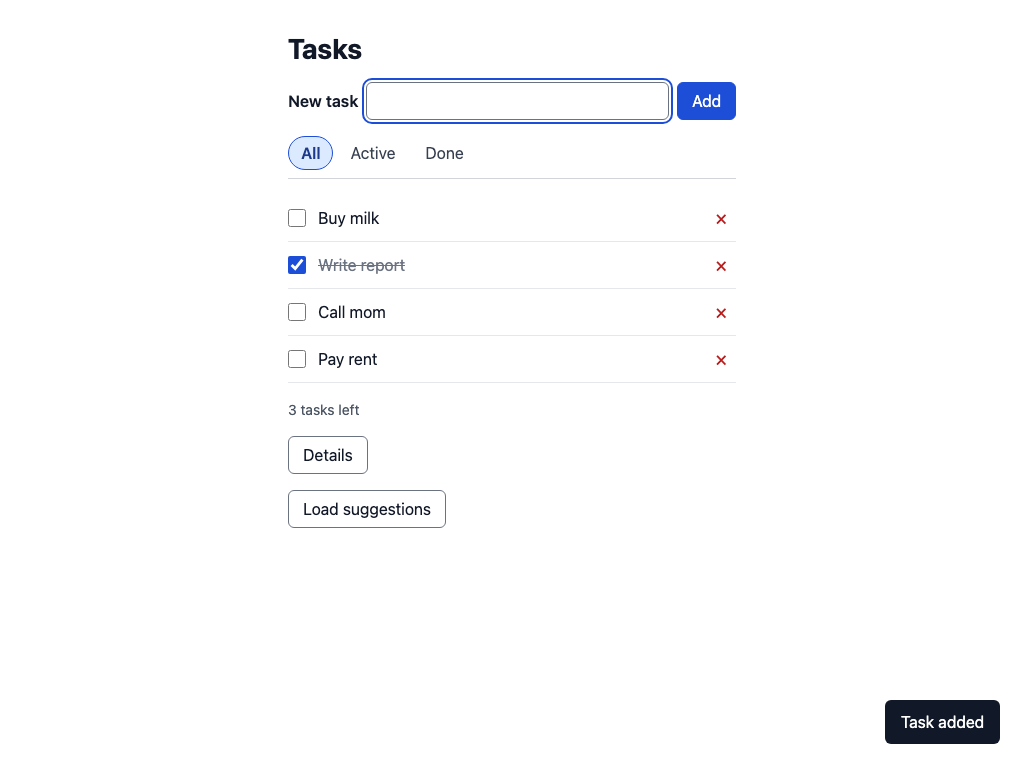 Tasks
New task Add
All Active Done
Buy milk ×
Write report ×
Call mom ×
Pay rent ×
3 tasks left
Details
Load suggestions
Task added